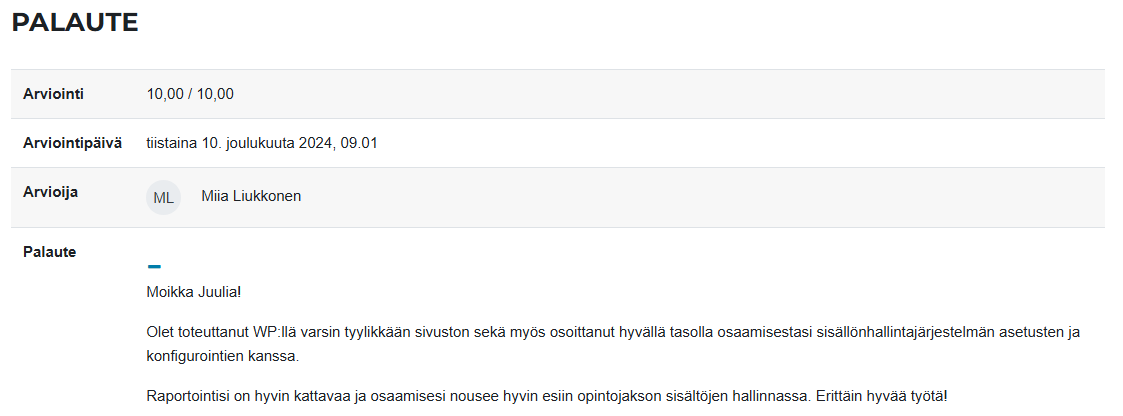 PALAUTE
Arviointi 10,00 / 10,00
Arviointipäivä tiistaina 10. joulukuuta 2024, 09.01
Arvioija ML Miia Liukkonen
Palaute
Moikka Juulia!
Olet toteuttanut WP:llä varsin tyylikkään sivuston sekä myös osoittanut hyvällä tasolla osaamisestasi sisällönhallintajärjestelmän asetusten ja
konfigurointien kanssa.
Raportointisi on hyvin kattavaa ja osaamisesi nousee hyvin esiin opintojakson sisältöjen hallinnassa. Erittäin hyvää työtä!